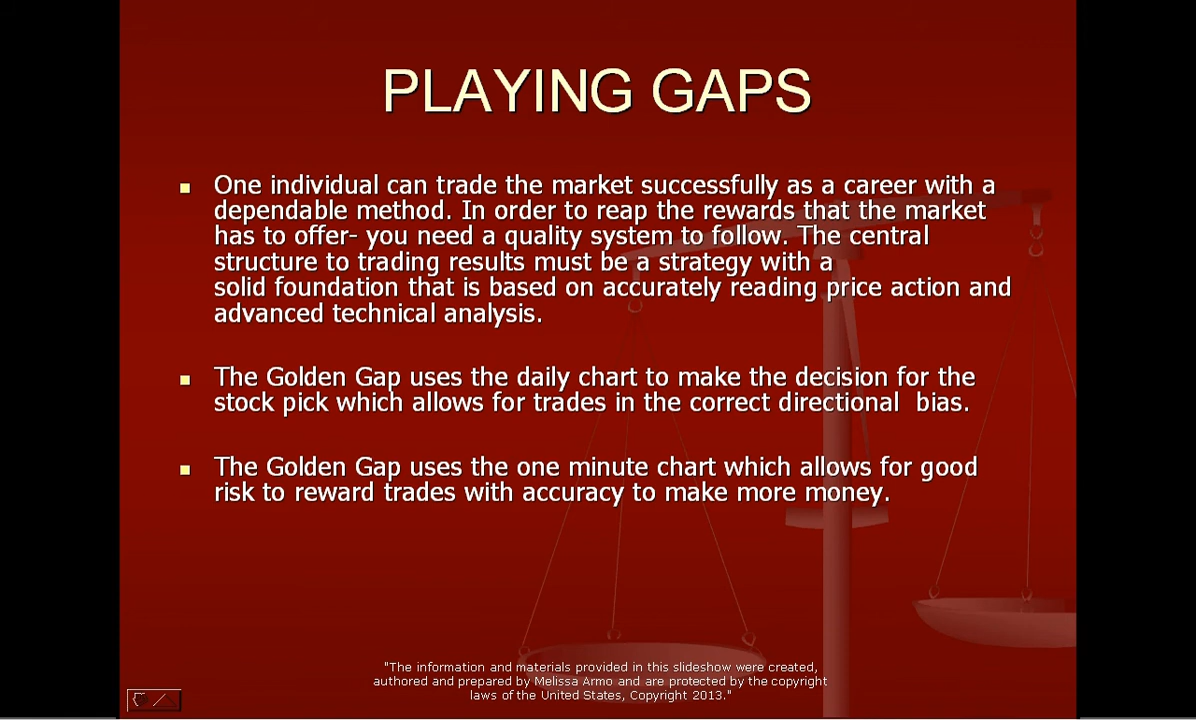 PLAYING GAPS
One individual can trade the market successfully as a career with a
dependable method. In order to reap the rewards that the market
has to offer- you need a quality system to follow. The central
structure to trading results must be a strategy with a
solid foundation that is based on accurately reading price action and
advanced technical analysis.
The Golden Gap uses the daily chart to make the decision for the
stock pick which allows for trades in the correct directional  bias.
The Golden Gap uses the one minute chart which allows for good
risk to reward trades with accuracy to make more money.
"The information and materials provided in this slideshow were created,
authored and prepared by Melissa Armo and are protected by the copyright
laws of the United States, Copyright 2013."